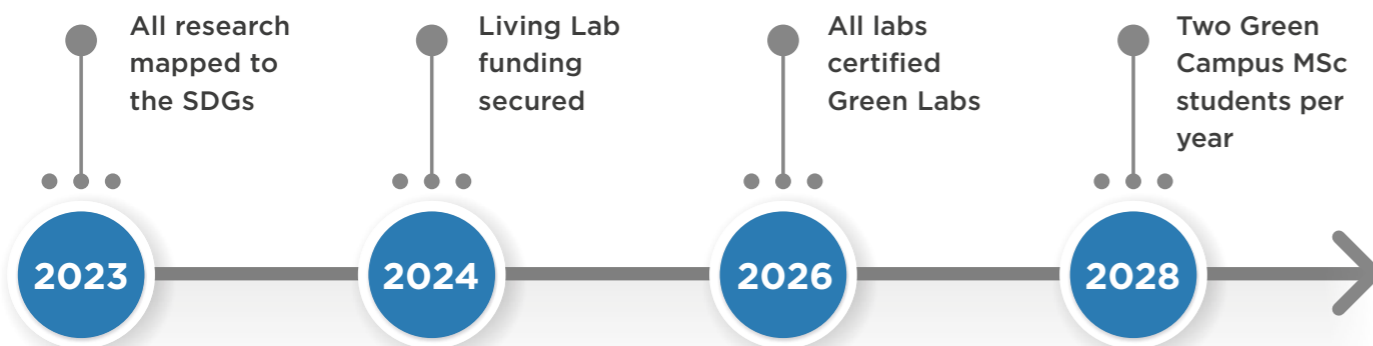 All research
mapped to
the SDGs
Living Lab
funding
secured
All labs
certified
Green Labs
Two Green
Campus MSc
students per
year
2023
2024
2026
2028